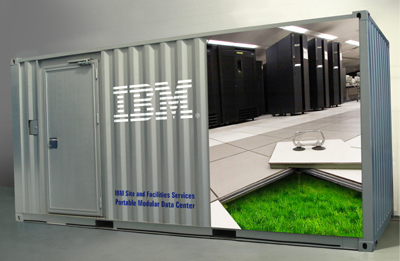 IBM®
IBM Site and Facilities Services
Portable Modular Data Center